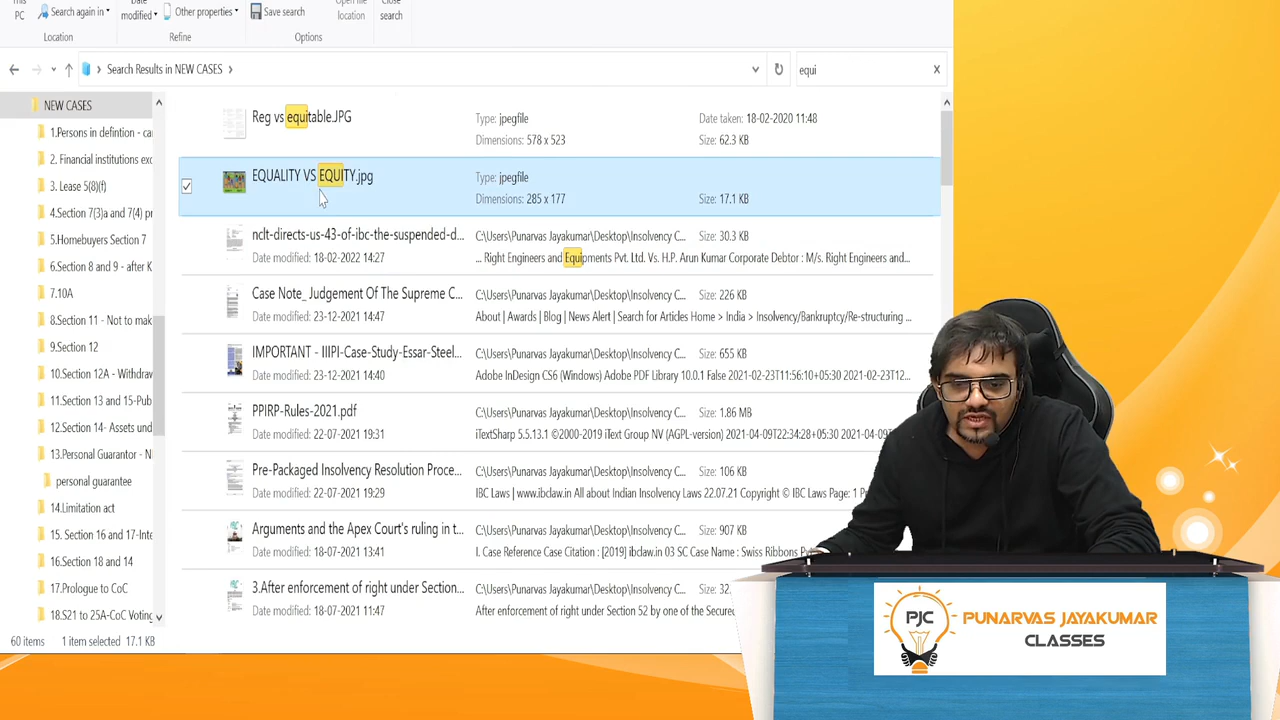 This
PC
Search again in
Location
Date
modified
Other properties
Refine
Save search
Open file
location
Options
Close
search
Search Results in NEW CASES
equi
NEW CASES
1.Persons in defintion - ca
2. Financial institutions exc
3. Lease 5(8)(f)
4.Section 7(3)a and 7(4) pr
5.Homebuyers Section 7
6.Section 8 and 9 - after K
7.10A
8.Section 11 - Not to mak
9.Section 12
10.Section 12A - Withdraw
11.Section 13 and 15-Pub
12.Section 14- Assets und
13.Personal Guarantor - N
personal guarantee
14.Limitation act
15. Section 16 and 17-Inte
16.Section 18 and 14
17.Prologue to CoC
18.S21 to 25A-CoC Voting
Reg vs equitable.JPG
Type: jpegfile
Dimensions: 578 x 523
Date taken: 18-02-2020 11:48
Size: 62.3 KB
EQUALITY VS EQUITY.jpg
Type: jpegfile
Dimensions: 285 x 177
Size: 17.1 KB
nclt-directs-us-43-of-ibc-the-suspended-d...
Date modified: 18-02-2022 14:27
C:\Users\Punarvas Jayakumar\Desktop\Insolvency C... Size: 30.3 KB
... Right Engineers and Equipments Pvt. Ltd. Vs. H.P. Arun Kumar Corporate Debtor : M/s. Right Engineers and...
Case Note_ Judgement Of The Supreme C...
Date modified: 23-12-2021 14:47
C:\Users\Punarvas Jayakumar\Desktop\Insolvency C... Size: 226 KB
About | Awards | Blog | News Alert | Search for Articles Home > India > Insolvency/Bankruptcy/Re-structuring ...
IMPORTANT - IIIPI-Case-Study-Essar-Steel...
Date modified: 23-12-2021 14:40
C:\Users\Punarvas Jayakumar\Desktop\Insolvency C... Size: 655 KB
Adobe InDesign CS6 (Windows) Adobe PDF Library 10.0.1 False 2021-02-23T11:56:10+05:30 2021-02-23T12...
PPIRP-Rules-2021.pdf
Date modified: 22-07-2021 19:31
C:\Users\Punarvas Jayakumar\Desktop\Insolvency C... Size: 1.86 MB
iTextSharp 5.5.13.1 ©2000-2019 iText Group NV (AGPL-version) 2021-04-09T22:34:28+05:30 2021-04-09T
Pre-Packaged Insolvency Resolution Proce...
Date modified: 22-07-2021 19:29
C:\Users\Punarvas Jayakumar\Desktop\Insolvency C... Size: 106 KB
IBC Laws | www.ibclaw.in All about Indian Insolvency Laws 22.07.21 Copyright © IBC Laws Page: 1
Arguments and the Apex Court's ruling in t...
Date modified: 18-07-2021 13:41
C:\Users\Punarvas Jayakumar\Desktop\Insolvency C... Size: 907 KB
I. Case Reference Case Citation : [2019] ibclaw.in 03 SC Case Name : Swiss Ribbons
3.After enforcement of right under Section...
Date modified: 18-07-2021 11:47
C:\Users\Punarvas Jayakumar\Desktop\Insolvency C... Size: 32.
After enforcement of right under Section 52 by one of the Secure
60 items 1 item selected 17.1 KB
PJC
PUNARVAS JAYAKUMAR
CLASSES